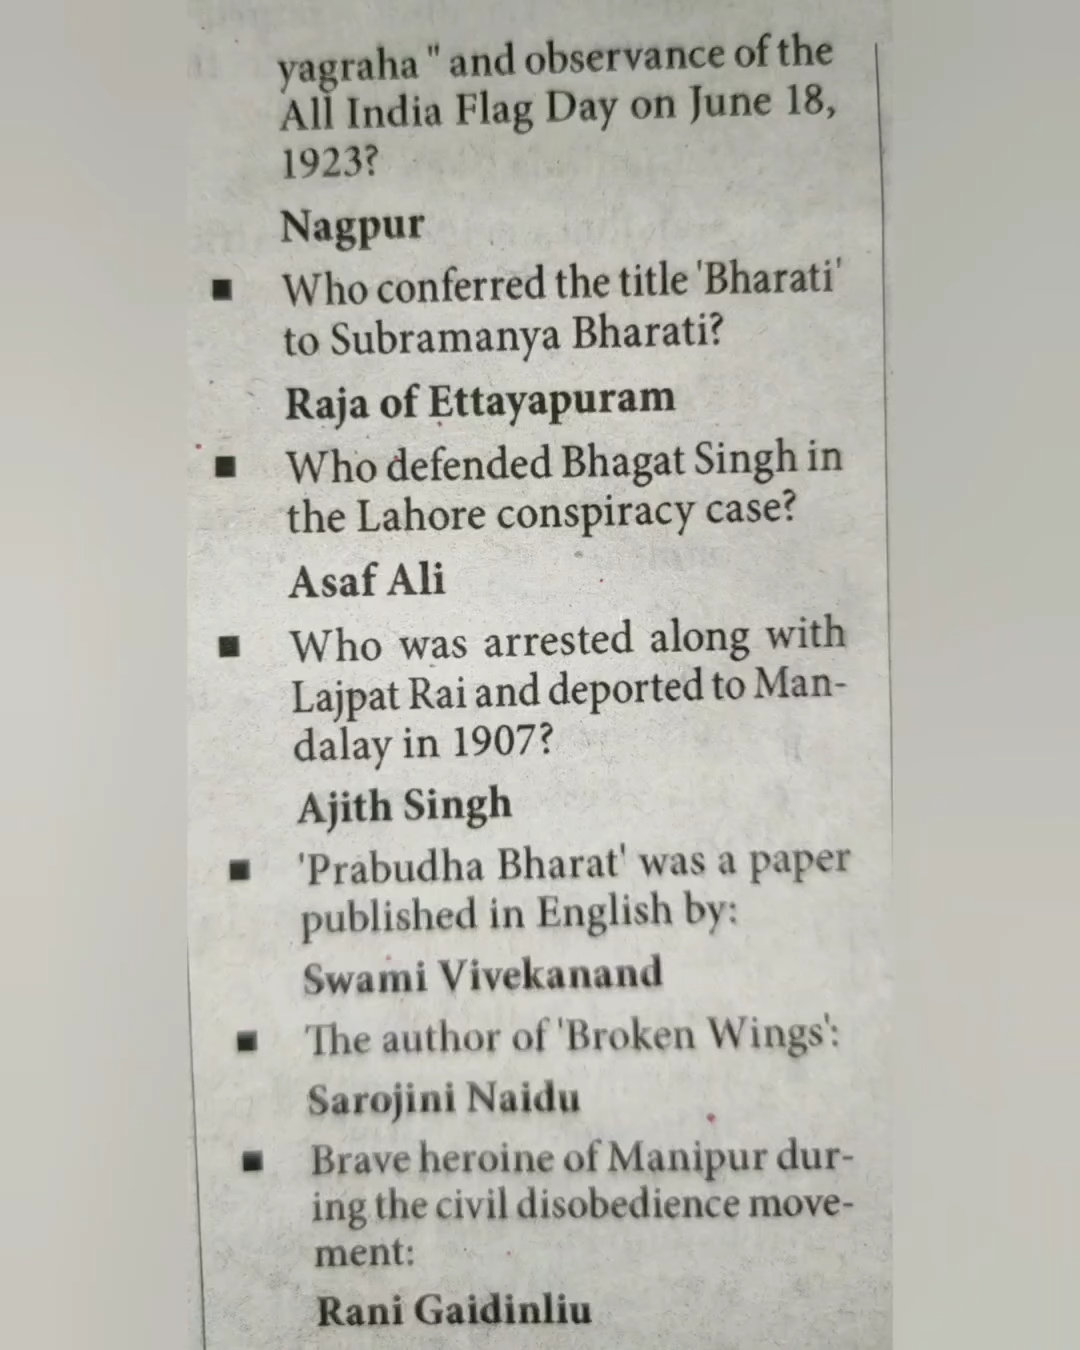 yagraha " and observance of the
All India Flag Day on June 18,
1923?
Nagpur
■ Who conferred the title 'Bharati'
to Subramanya Bharati?
Raja of Ettayapuram
■ Who defended Bhagat Singh in
the Lahore conspiracy case?
Asaf Ali
■ Who was arrested along with
Lajpat Rai and deported to Man-
dalay in 1907?
Ajith Singh
■ 'Prabudha Bharat' was a paper
published in English by:
Swami Vivekanand
■ The author of 'Broken Wings':
Sarojini Naidu
■ Brave heroine of Manipur dur-
ing the civil disobedience move-
ment:
Rani Gaidinliu